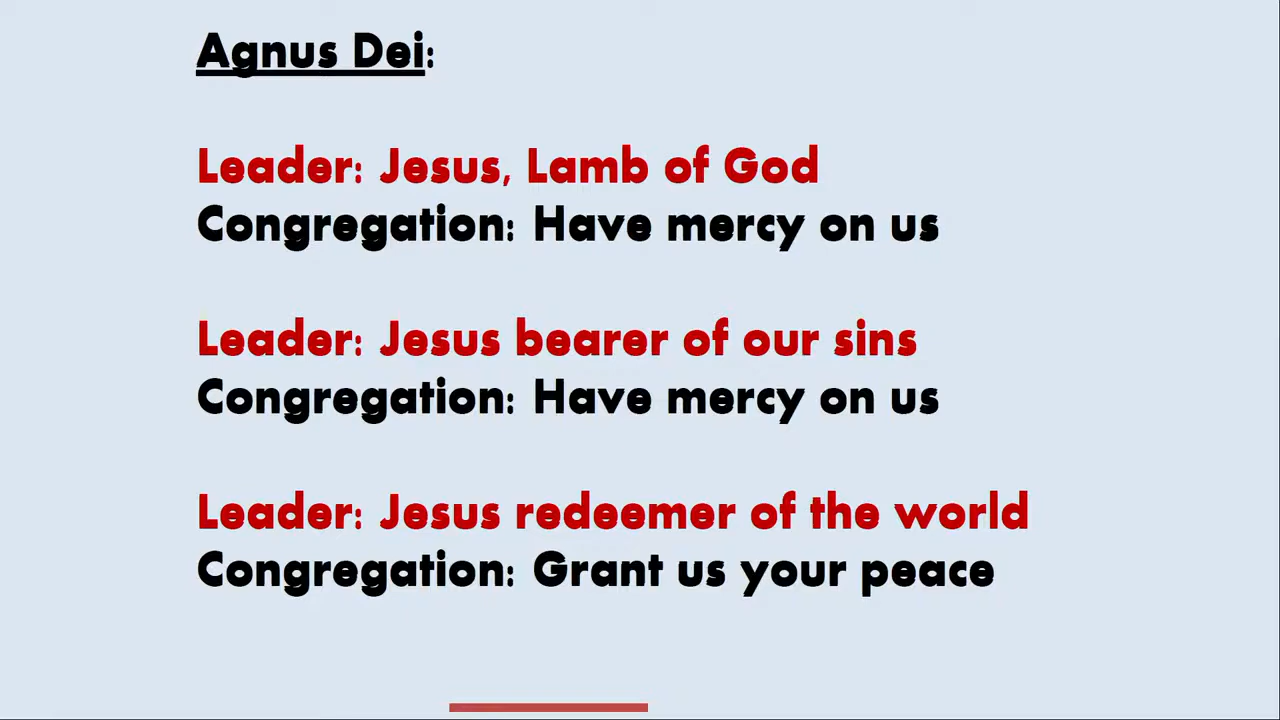 Agnus Dei:
Leader: Jesus, Lamb of God
Congregation: Have mercy on us
Leader: Jesus bearer of our sins
Congregation: Have mercy on us
Leader: Jesus redeemer of the world
Congregation: Grant us your peace